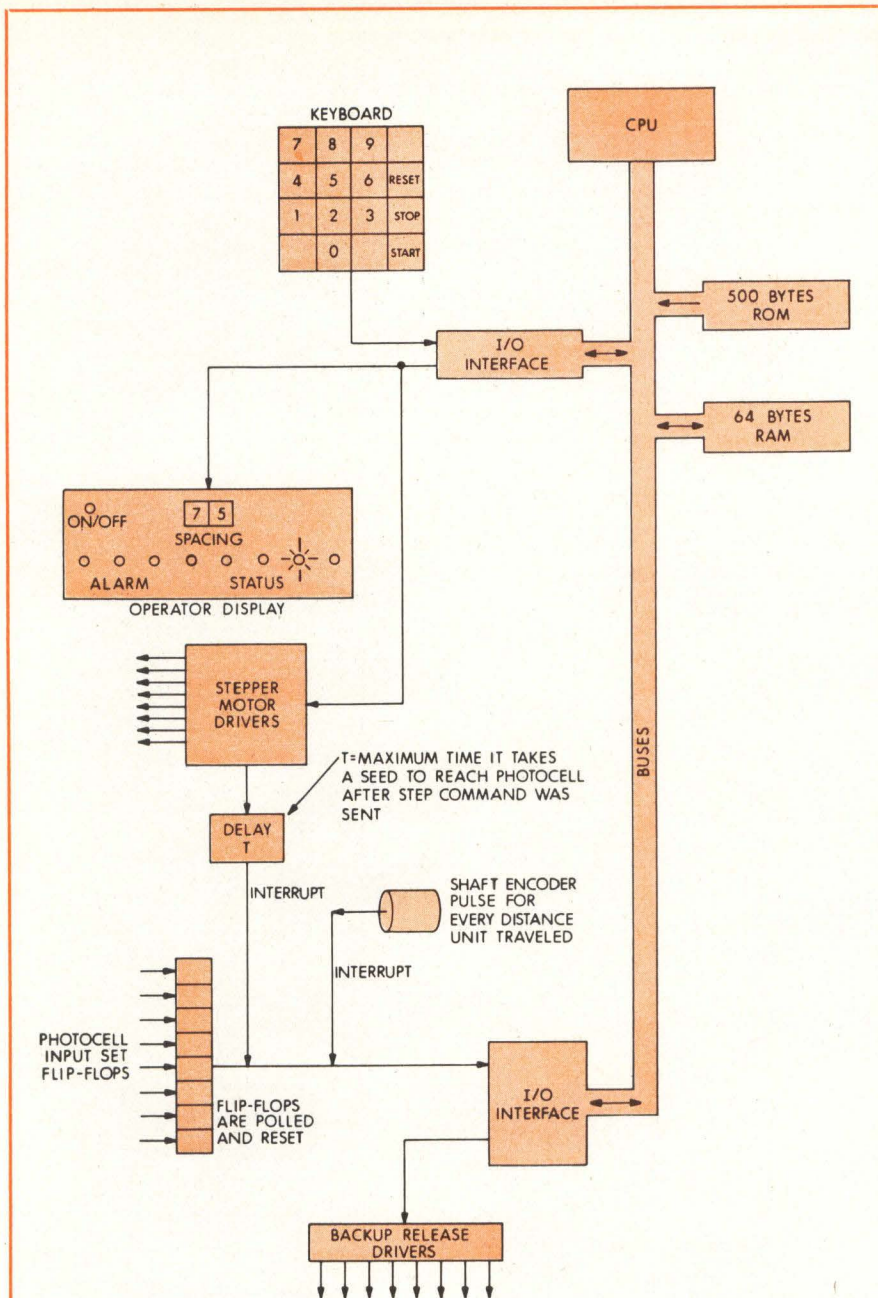 KEYBOARD
7 8 9
4 5 6 RESET
1 2 3 STOP
0 START
CPU
500 BYTES
ROM
I/O
INTERFACE
64 BYTES
RAM
ON/OFF
7 5
SPACING
ALARM STATUS
OPERATOR DISPLAY
STEPPER
MOTOR
DRIVERS
T=MAXIMUM TIME IT TAKES
A SEED TO REACH PHOTOCELL
AFTER STEP COMMAND WAS
SENT
DELAY
T
BUSES
INTERRUPT
SHAFT ENCODER
PULSE FOR
EVERY DISTANCE
UNIT TRAVELED
INTERRUPT
PHOTOCELL
INPUT SET
FLIP-FLOPS
FLIP-FLOPS
ARE POLLED
AND RESET
I/O
INTERFACE
BACKUP RELEASE
DRIVERS